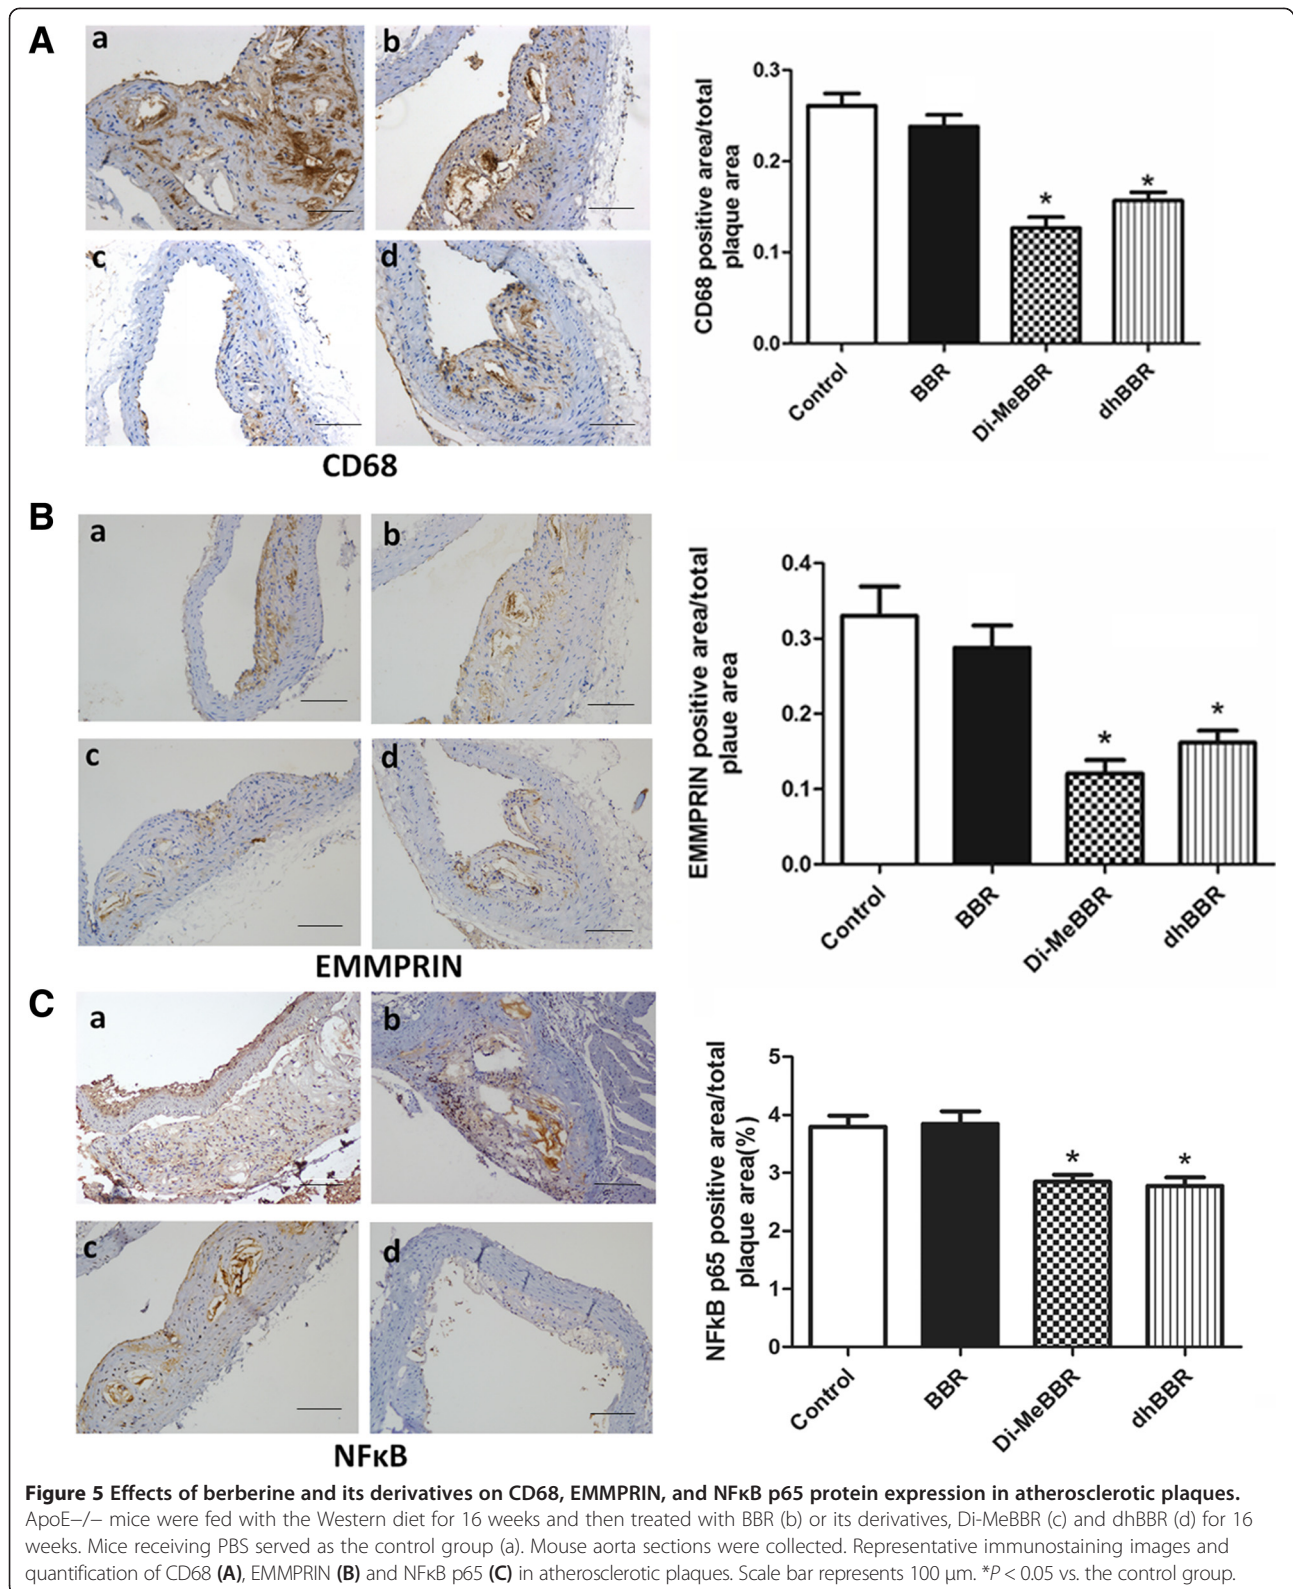 A
a
b
c
d
CD68
CD68 positive area/total
plaque area
0.3
0.2
0.1
0.0
*
*
Control
BBR
Di-MeBBR
dhBBR
B
a
b
c
d
EMMPRIN
EMMPRIN positive area/total
plaue area
0.4
0.3
0.2
0.1
0.0
*
*
Control
BBR
Di-MeBBR
dhBBR
C
a
b
c
d
NFκB
NFkB p65 positive area/total
plaque area(%)
5
4
3
2
1
0
*
*
Control
BBR
Di-MeBBR
dhBBR
Figure 5 Effects of berberine and its derivatives on CD68, EMMPRIN, and NFκB p65 protein expression in atherosclerotic plaques.
ApoE−/− mice were fed with the Western diet for 16 weeks and then treated with BBR (b) or its derivatives, Di-MeBBR (c) and dhBBR (d) for 16
weeks. Mice receiving PBS served as the control group (a). Mouse aorta sections were collected. Representative immunostaining images and
quantification of CD68 (A), EMMPRIN (B) and NFκB p65 (C) in atherosclerotic plaques. Scale bar represents 100 μm. *P < 0.05 vs. the control group.